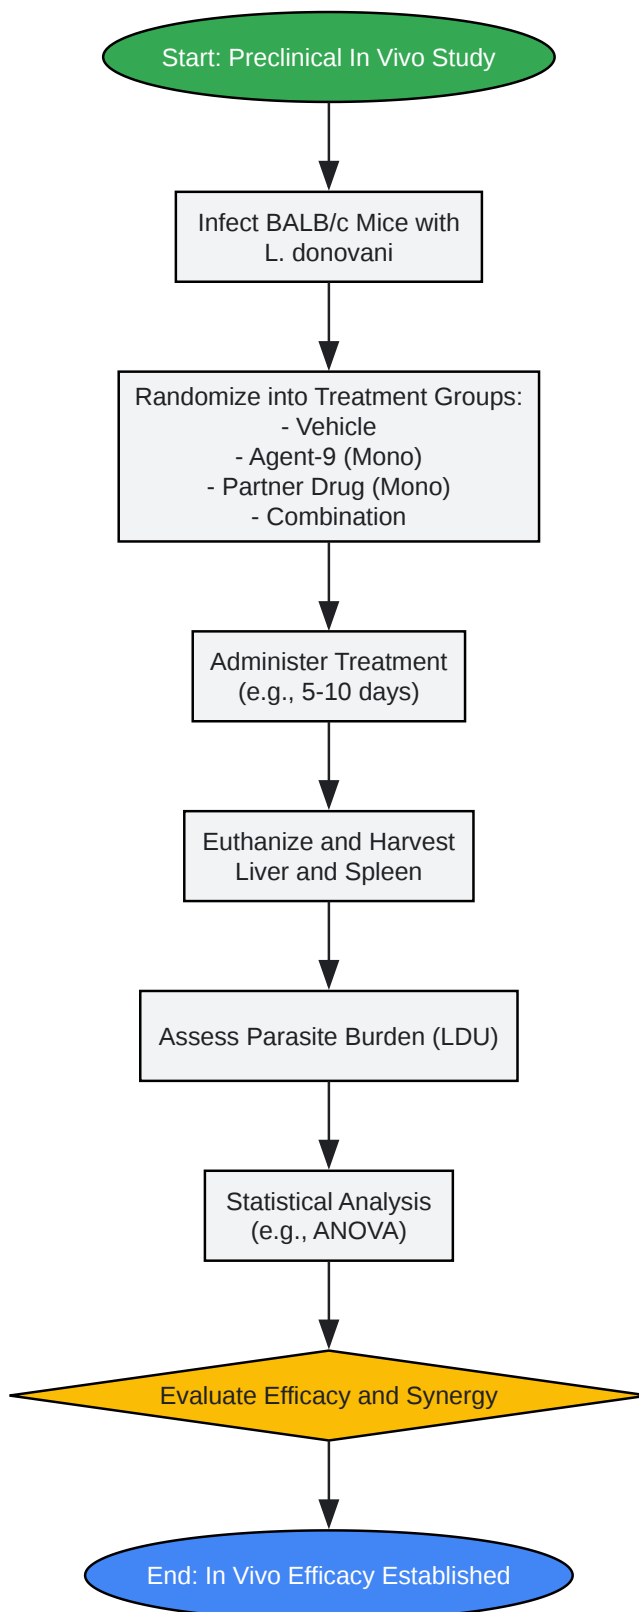 Start: Preclinical In Vivo Study
Infect BALB/c Mice with
L. donovani
Randomize into Treatment Groups:
- Vehicle
- Agent-9 (Mono)
- Partner Drug (Mono)
- Combination
Administer Treatment
(e.g., 5-10 days)
Euthanize and Harvest
Liver and Spleen
Assess Parasite Burden (LDU)
Statistical Analysis
(e.g., ANOVA)
Evaluate Efficacy and Synergy
End: In Vivo Efficacy Established